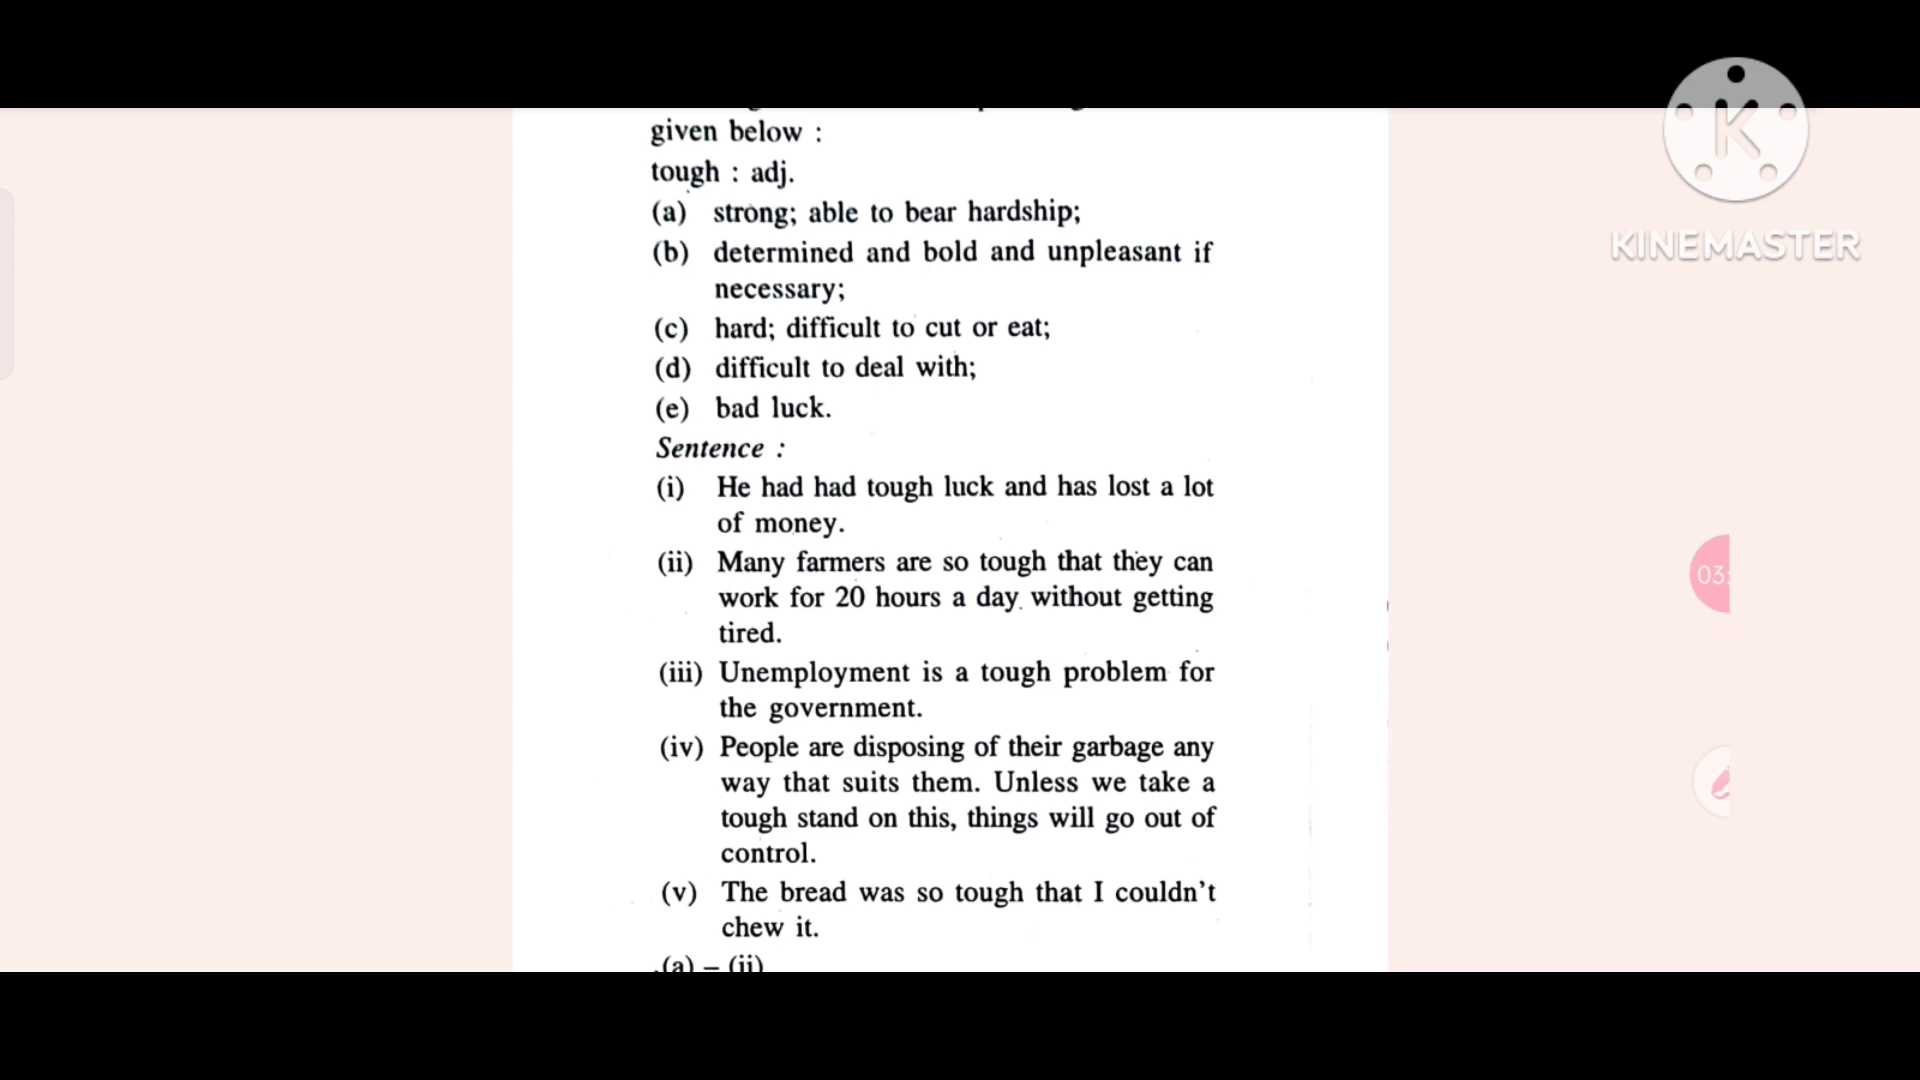 given below :
tough : adj.
(a) strong; able to bear hardship;
(b) determined and bold and unpleasant if
necessary;
(c) hard; difficult to cut or eat;
(d) difficult to deal with;
(e) bad luck.
Sentence :
(i) He had had tough luck and has lost a lot
of money.
(ii) Many farmers are so tough that they can
work for 20 hours a day without getting
tired.
(iii) Unemployment is a tough problem for
the government.
(iv) People are disposing of their garbage any
way that suits them. Unless we take a
tough stand on this, things will go out of
control.
(v) The bread was so tough that I couldn't
chew it.
(a) – (ii)
K
KINEMASTER
03: